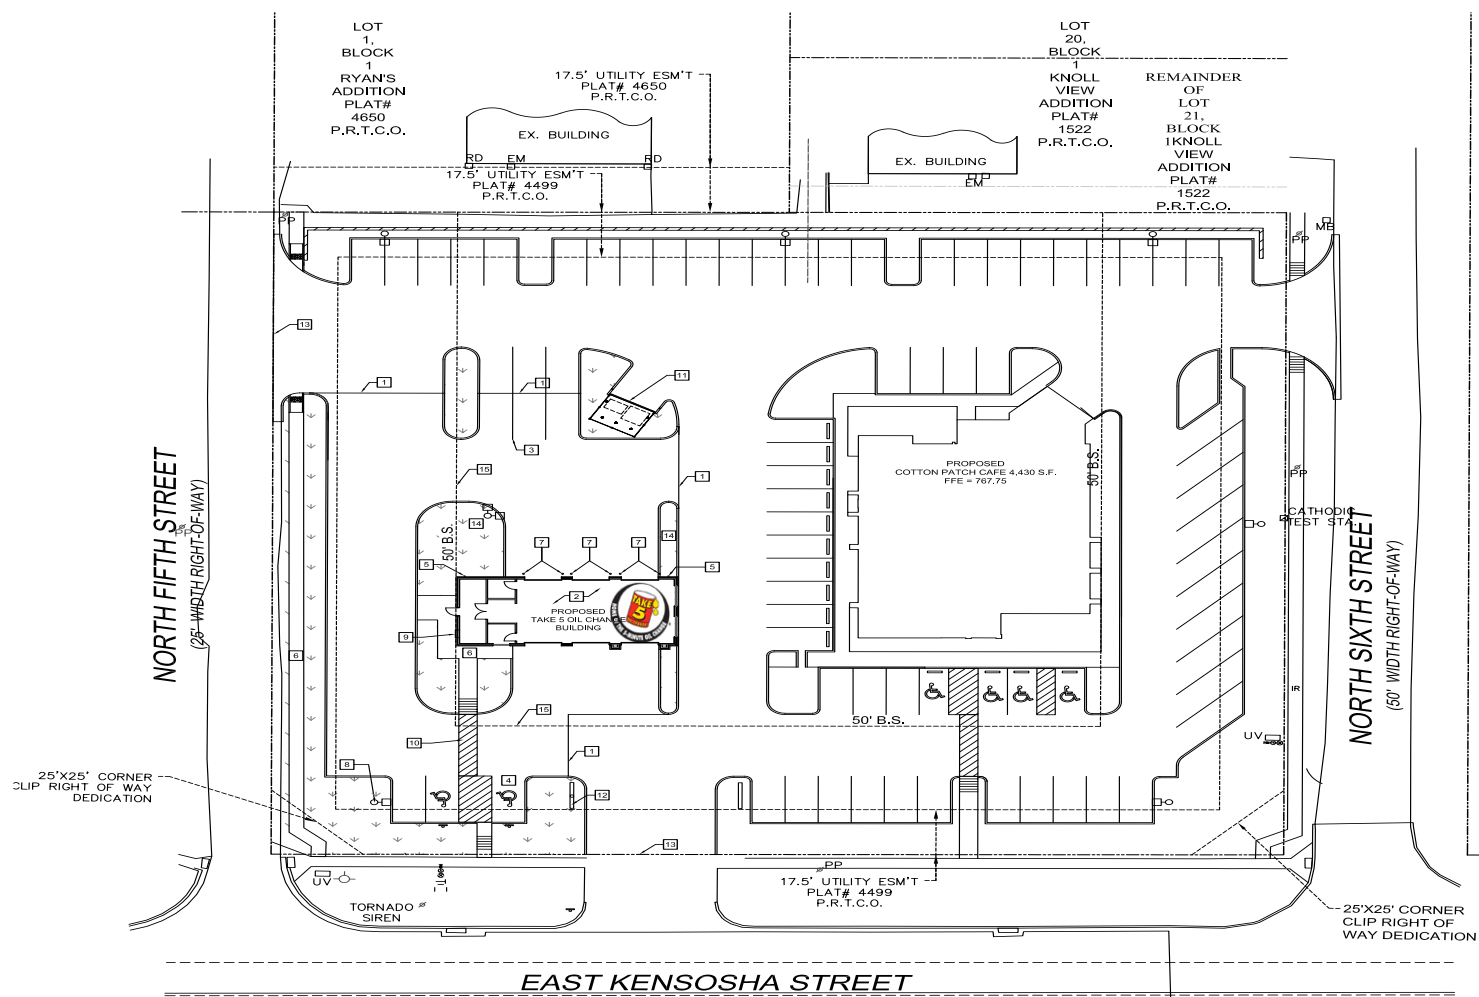 LOT
1,
BLOCK
1
RYAN'S
ADDITION
PLAT#
4650
P.R.T.C.O.
17.5' UTILITY ESM'T
PLAT# 4650
P.R.T.C.O.
LOT
20,
BLOCK
1
KNOLL
VIEW
ADDITION
PLAT#
1522
P.R.T.C.O.
REMAINDER
OF
LOT
21,
BLOCK
1KNOLL
VIEW
ADDITION
PLAT#
1522
P.R.T.C.O.
EX. BUILDING
RD
EM
RD
EX. BUILDING
EM
17.5' UTILITY ESM'T
PLAT# 4499
P.R.T.C.O.
PP
MB
PP
13
1
1
11
3
15
1
PROPOSED
COTTON PATCH CAFE 4,430 S.F.
FFE = 767.75
50' B.S.
PP
NORTH FIFTH STREET
(25' WIDTH RIGHT-OF-WAY)
PP
14
50' B.S.
14
7
7
7
5
5
2
PROPOSED
TAKE 5 OIL CHANGE
BUILDING
TAKE
5
9
6
6
CATHODIC
TEST STA.
NORTH SIXTH STREET
(50' WIDTH RIGHT-OF-WAY)
IR
15
50' B.S.
10
1
UV
8
4
12
25'X25' CORNER
CLIP RIGHT OF WAY
DEDICATION
13
PP
17.5' UTILITY ESM'T
PLAT# 4499
P.R.T.C.O.
UV
TORNADO
SIREN
25'X25' CORNER
CLIP RIGHT OF
WAY DEDICATION
EAST KENSOSHA STREET